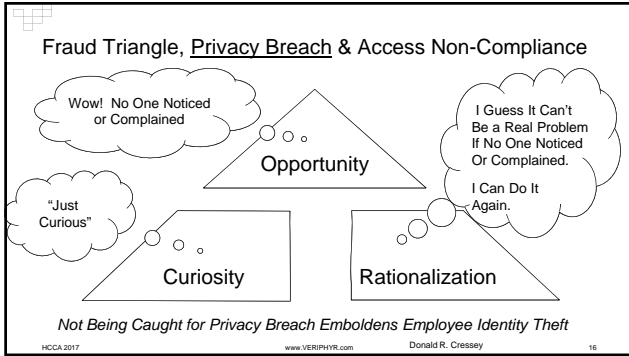 Fraud Triangle, Privacy Breach & Access Non-Compliance
Wow! No One Noticed
or Complained
I Guess It Can't
Be a Real Problem
If No One Noticed
Or Complained.
I Can Do It
Again.
Opportunity
"Just
Curious"
Curiosity
Rationalization
Not Being Caught for Privacy Breach Emboldens Employee Identity Theft
HCCA 2017
www.VERIPHYR.com
Donald R. Cressey
16